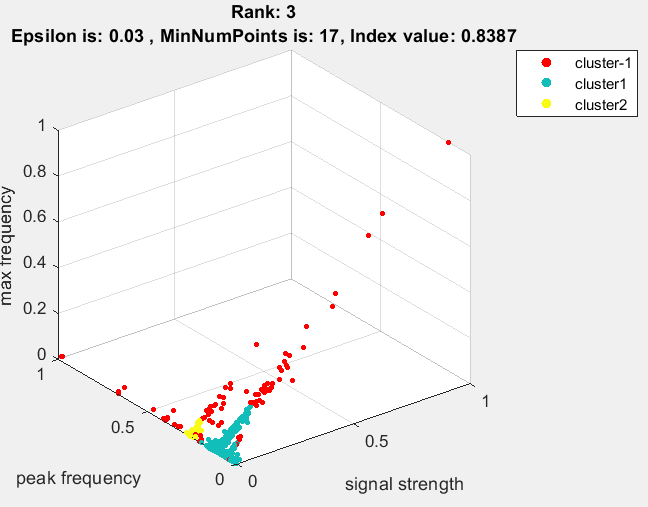 Rank: 3
Epsilon is: 0.03 , MinNumPoints is: 17, Index value: 0.8387
cluster-1
cluster1
cluster2
1
0.8
0.6
0.4
0.2
0
max frequency
1
0.5
0
peak frequency
0
0.5
1
signal strength